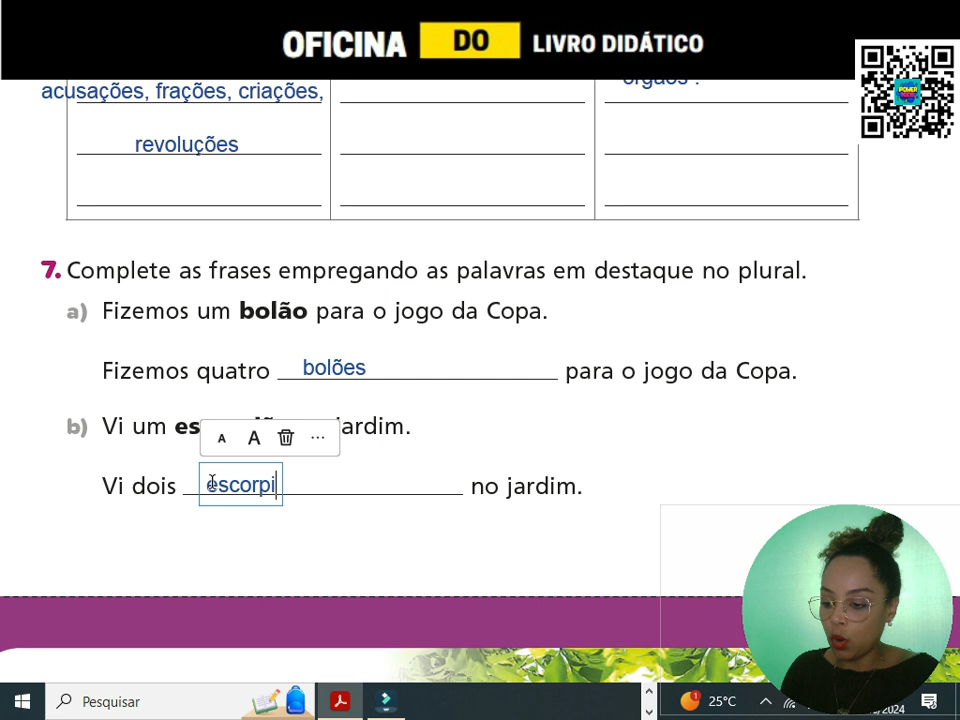 OFICINA DO LIVRO DIDÁTICO
acusações, frações, criações,
revoluções
7. Complete as frases empregando as palavras em destaque no plural.
a) Fizemos um bolão para o jogo da Copa.
Fizemos quatro bolões para o jogo da Copa.
b) Vi um es jardim.
A A ...
Vi dois escorpi no jardim.
Pesquisar 1 25°C /2024